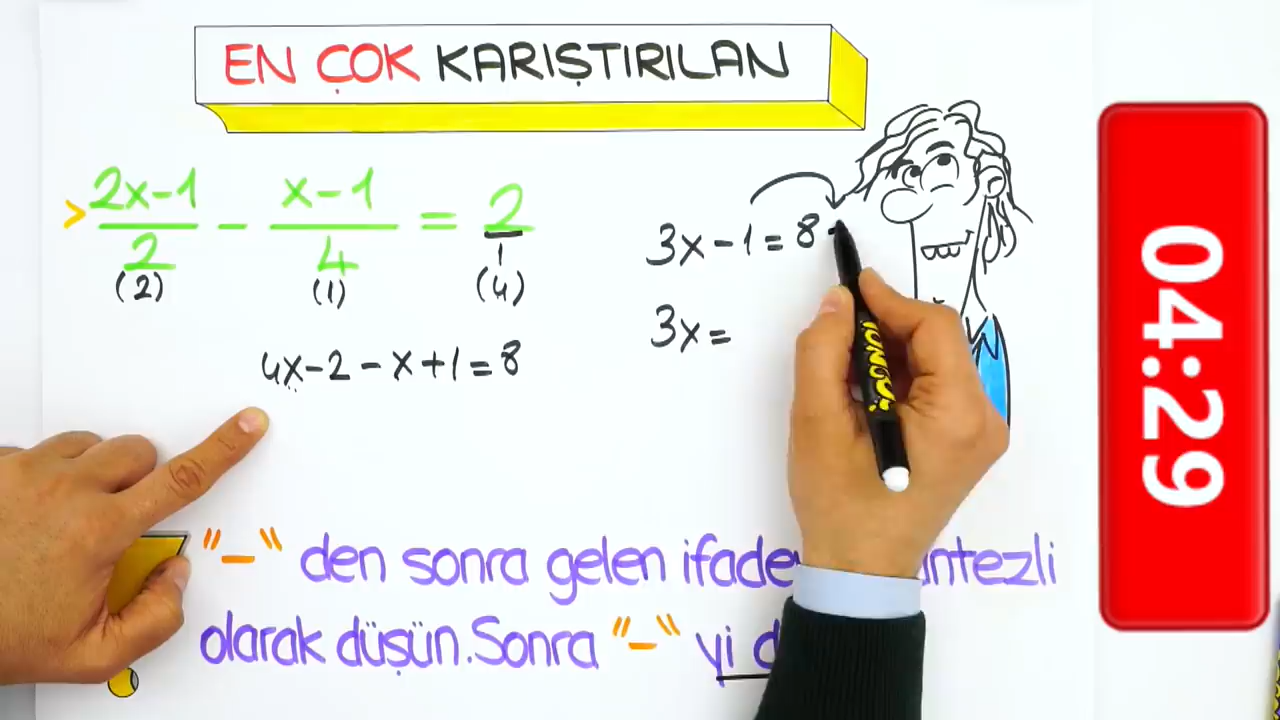 EN ÇOK KARIŞTIRILAN
> 2x-1/2 - x-1/4 = 2/1
(2) (1) (4)
4x-2-x+1=8
3x-1=8
3x=
"-" den sonra gelen
olarak düşün. Sonra "-" yi
04:29